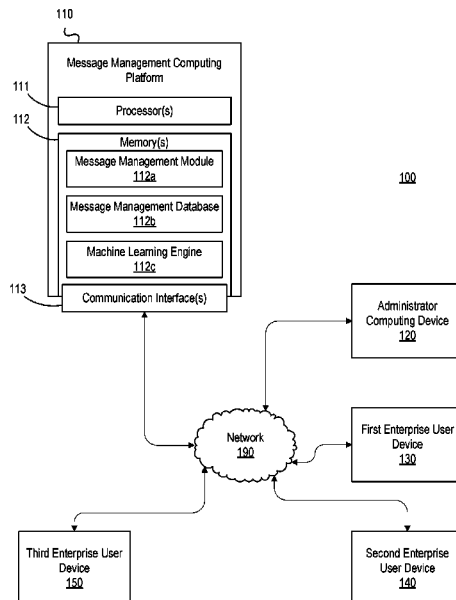 110
Message Management Computing
Platform
111
Processor(s)
112
Memory(s)
Message Management Module
112a
Message Management Database
112b
Machine Learning Engine
112c
113
Communication Interface(s)
100
Administrator
Computing Device
120
First Enterprise User
Device
130
Network
190
Third Enterprise User
Device
150
Second Enterprise
User Device
140